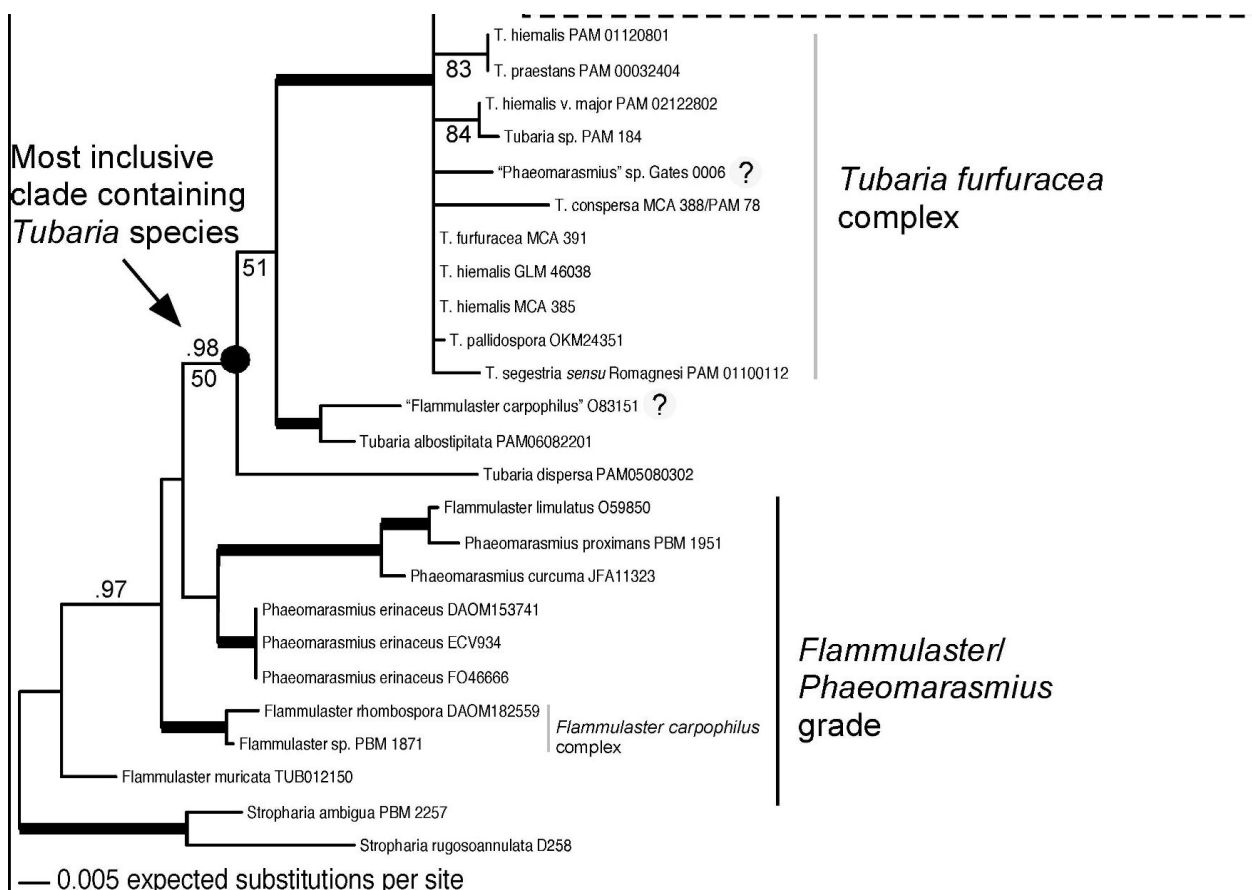 T. hiemalis PAM 01120801
83
T. praestans PAM 00032404
T. hiemalis v. major PAM 02122802
84
Tubaria sp. PAM 184
"Phaeomarasmius" sp. Gates 0006 ?
T. conspersa MCA 388/PAM 78
T. furfuracea MCA 391
T. hiemalis GLM 46038
T. hiemalis MCA 385
T. pallidospora OKM24351
T. segestria sensu Romagnesi PAM 01100112
Tubaria furfuracea
complex
Most inclusive
clade containing
Tubaria species
51
.98
50
"Flammulaster carpophilus" O83151 ?
Tubaria albostipitata PAM06082201
Tubaria dispersa PAM05080302
Flammulaster limulatus O59850
Phaeomarasmius proximans PBM 1951
Phaeomarasmius curcuma JFA11323
.97
Phaeomarasmius erinaceus DAOM153741
Phaeomarasmius erinaceus ECV934
Phaeomarasmius erinaceus FO46666
Flammulaster rhombospora DAOM182559
Flammulaster sp. PBM 1871
Flammulaster carpophilus
complex
Flammulaster muricata TUB012150
Flammulaster/
Phaeomarasmius
grade
Stropharia ambigua PBM 2257
Stropharia rugosoannulata D258
0.005 expected substitutions per site